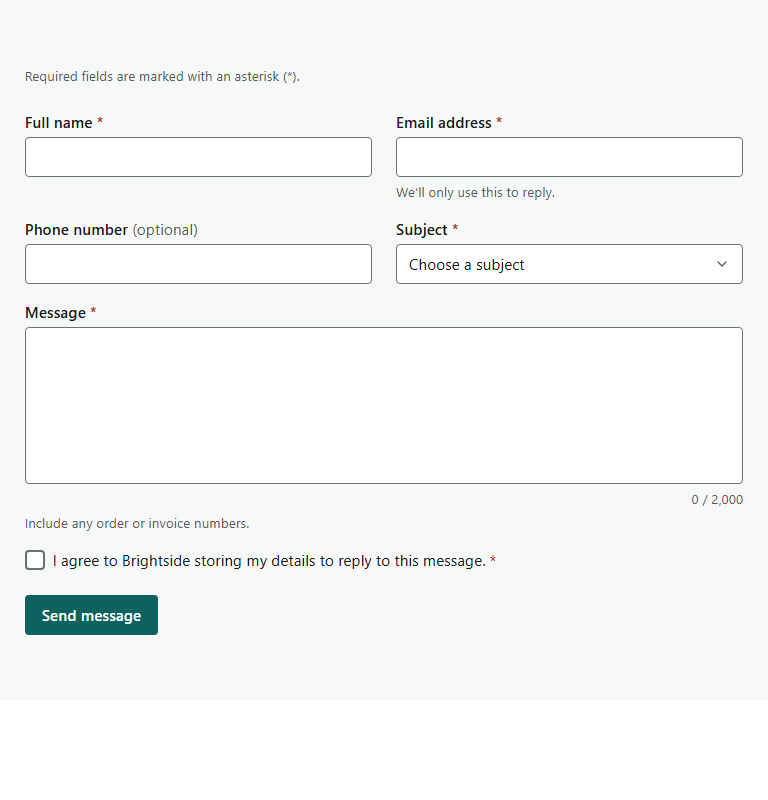 Required fields are marked with an asterisk (*).
Full name *
Email address *
We'll only use this to reply.
Phone number (optional)
Subject *
Choose a subject
Message *
0 / 2,000
Include any order or invoice numbers.
I agree to Brightside storing my details to reply to this message. *
Send message